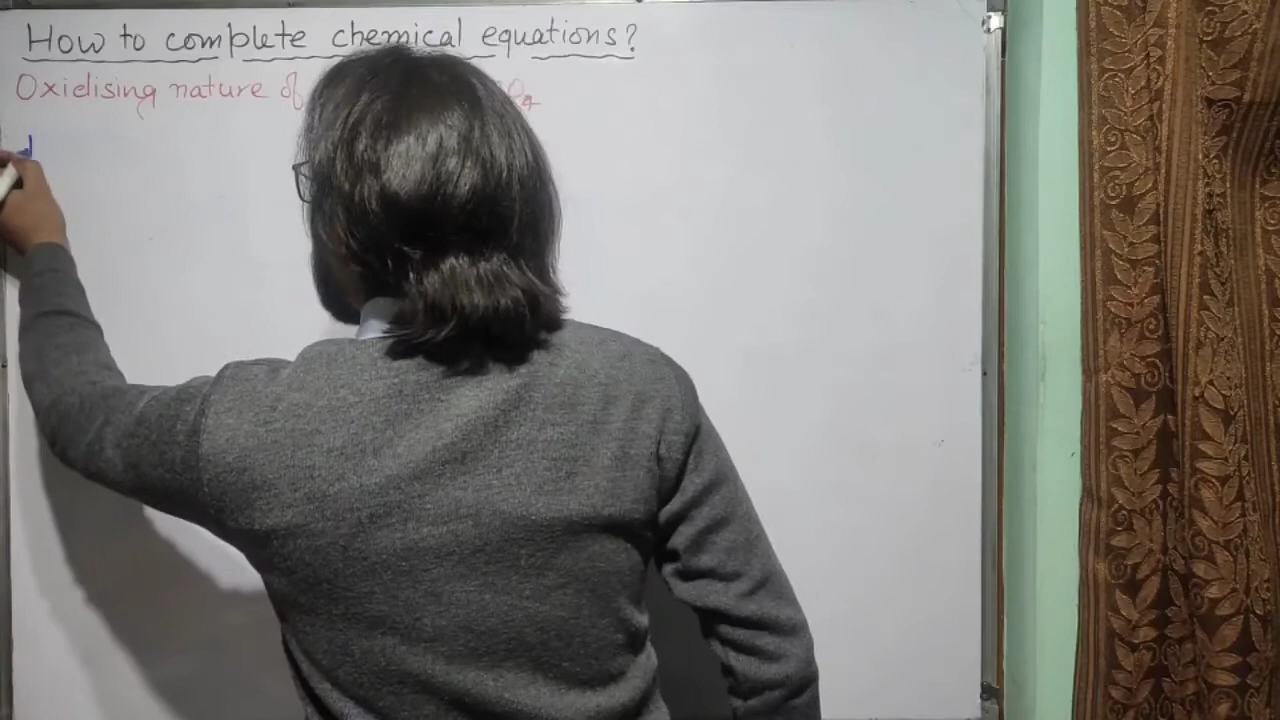 How to complete chemical equations?
Oxidising nature of